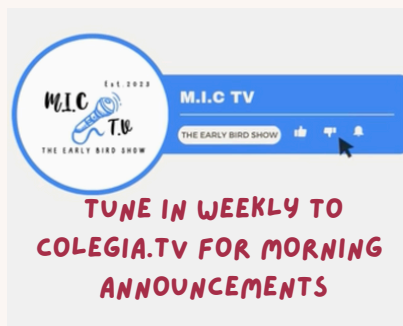 Est.2023
M.I.C
T.V
THE EARLY BIRD SHOW
M.I.C TV
THE EARLY BIRD SHOW
TUNE IN WEEKLY TO
COLEGIA.TV FOR MORNING
ANNOUNCEMENTS